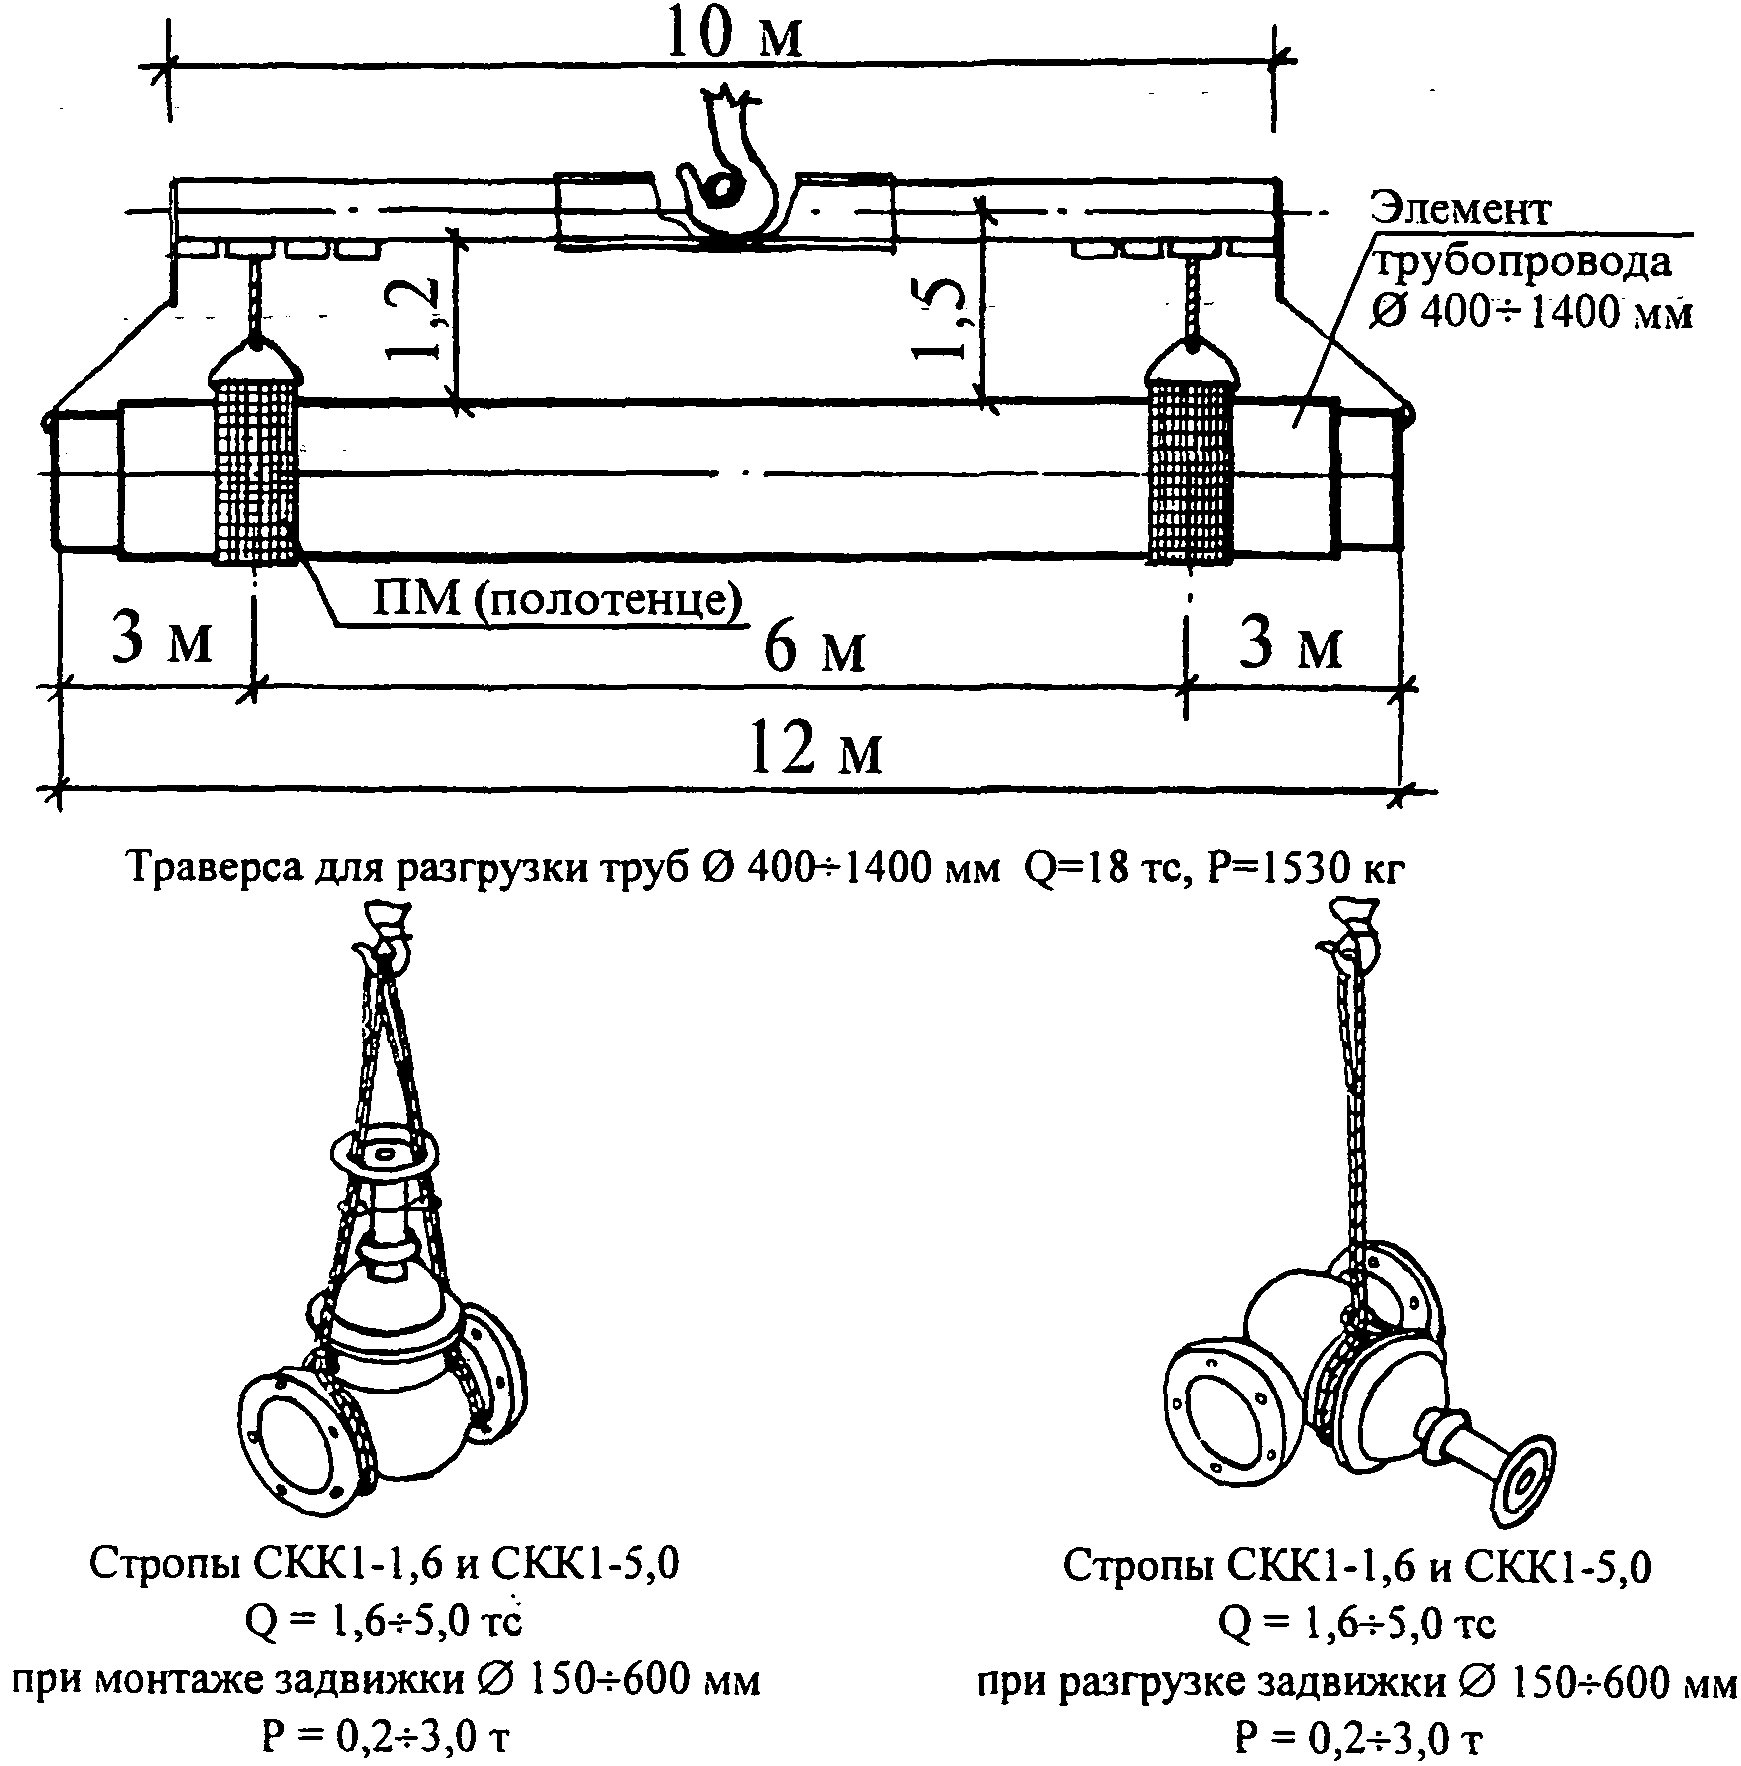 10 м
Элемент
трубопровода
Ø 400÷1400 мм
1,2
1,5
ПМ (полотенце)
3 м
6 м
3 м
12 м
Траверса для разгрузки труб Ø 400÷1400 мм Q=18 тс, Р=1530 кг
Стропы СКК1-1,6 и СКК1-5,0
Q = 1,6÷5,0 тс
при монтаже задвижки Ø 150÷600 мм
Р = 0,2÷3,0 т
Стропы СКК1-1,6 и СКК1-5,0
Q = 1,6÷5,0 тс
при разгрузке задвижки Ø 150÷600 мм
Р = 0,2÷3,0 т